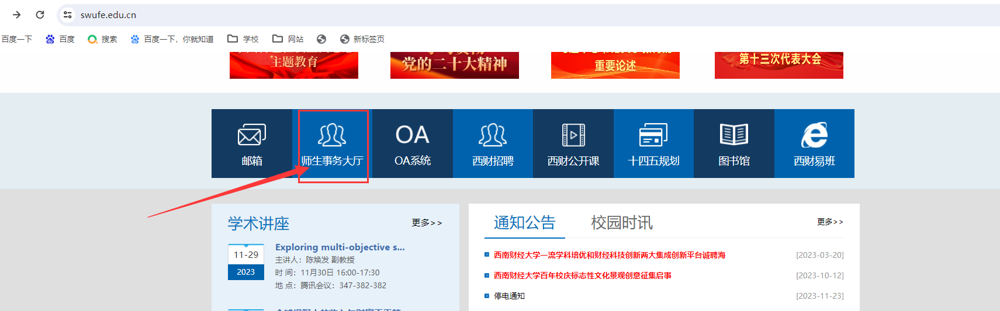 swufe.edu.cn
百度一下
百度
搜索
百度一下，你就知道
学校
网站
新标签页
主题教育
党的二十大精神
重要论述
第十三次代表大会
邮箱
师生事务大厅
OA
OA系统
西财招聘
西财公开课
十四五规划
图书馆
西财易班
学术讲座
更多>>
11-29
2023
Exploring multi-objective s...
主讲人：陈焕发 副教授
时 间：11月30日 16:00-17:30
地 点：腾讯会议：347-382-382
通知公告
校园时讯
更多>>
西南财经大学一流学科培优和财经科技创新两大集成创新平台诚聘海
[2023-03-20]
西南财经大学百年校庆标志性文化景观创意征集启事
[2023-10-12]
停电通知
[2023-11-23]